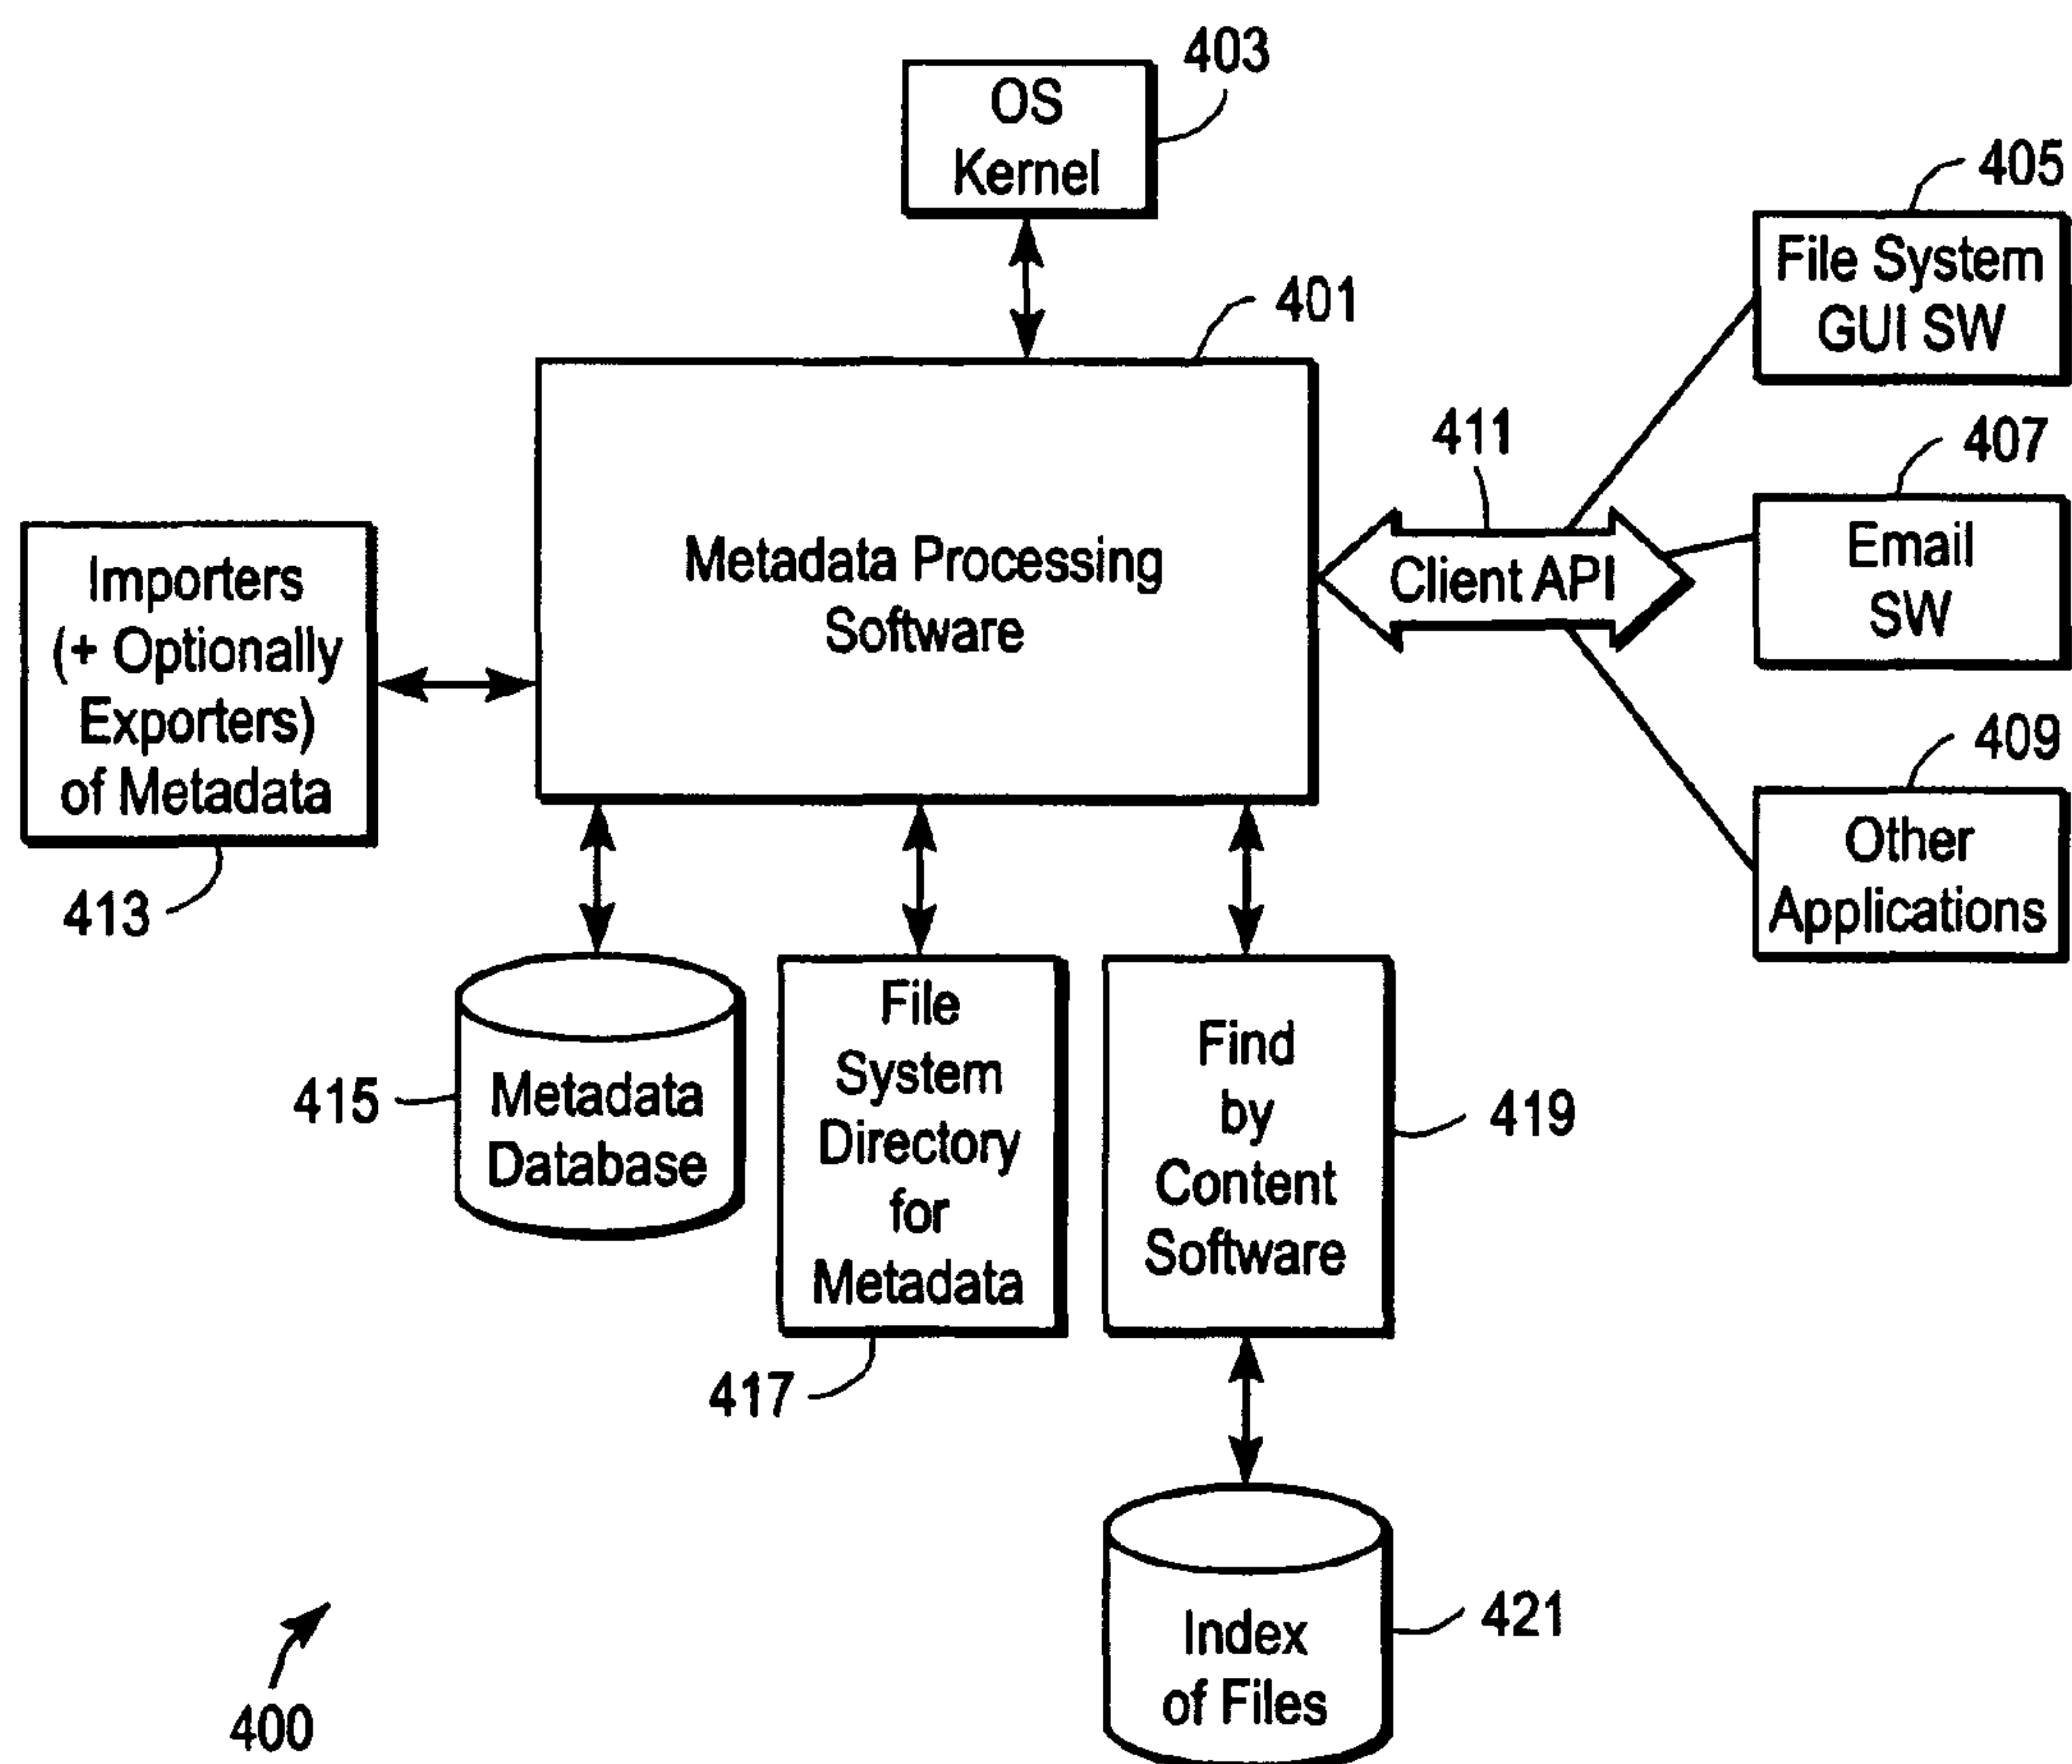 403
OS
Kernel
405
File System
GUI SW
401
411
407
Email
SW
Client API
Metadata Processing
Software
Importers
(+ Optionally
Exporters)
of Metadata
413
409
Other
Applications
415
Metadata
Database
File
System
Directory
for
Metadata
417
Find
by
Content
Software
419
421
Index
of Files
400